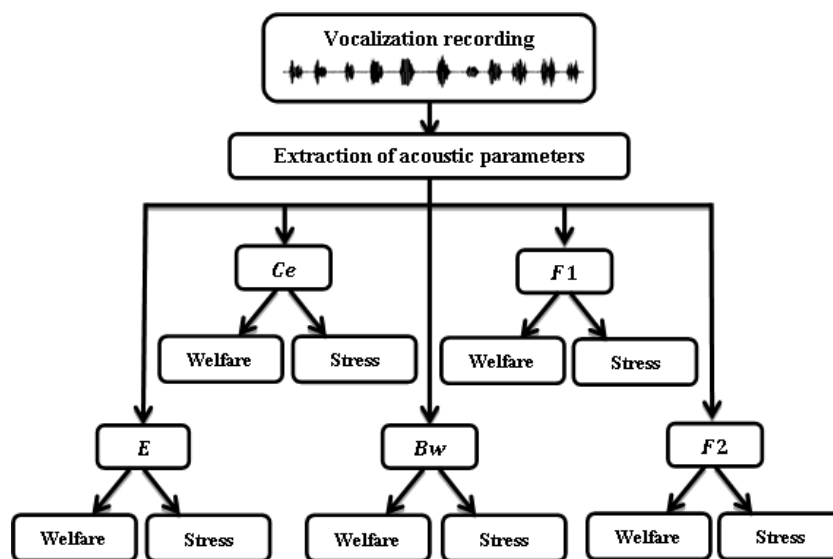 Vocalization recording
Extraction of acoustic parameters
Ce
F1
Welfare
Stress
Welfare
Stress
E
Bw
F2
Welfare
Stress
Welfare
Stress
Welfare
Stress